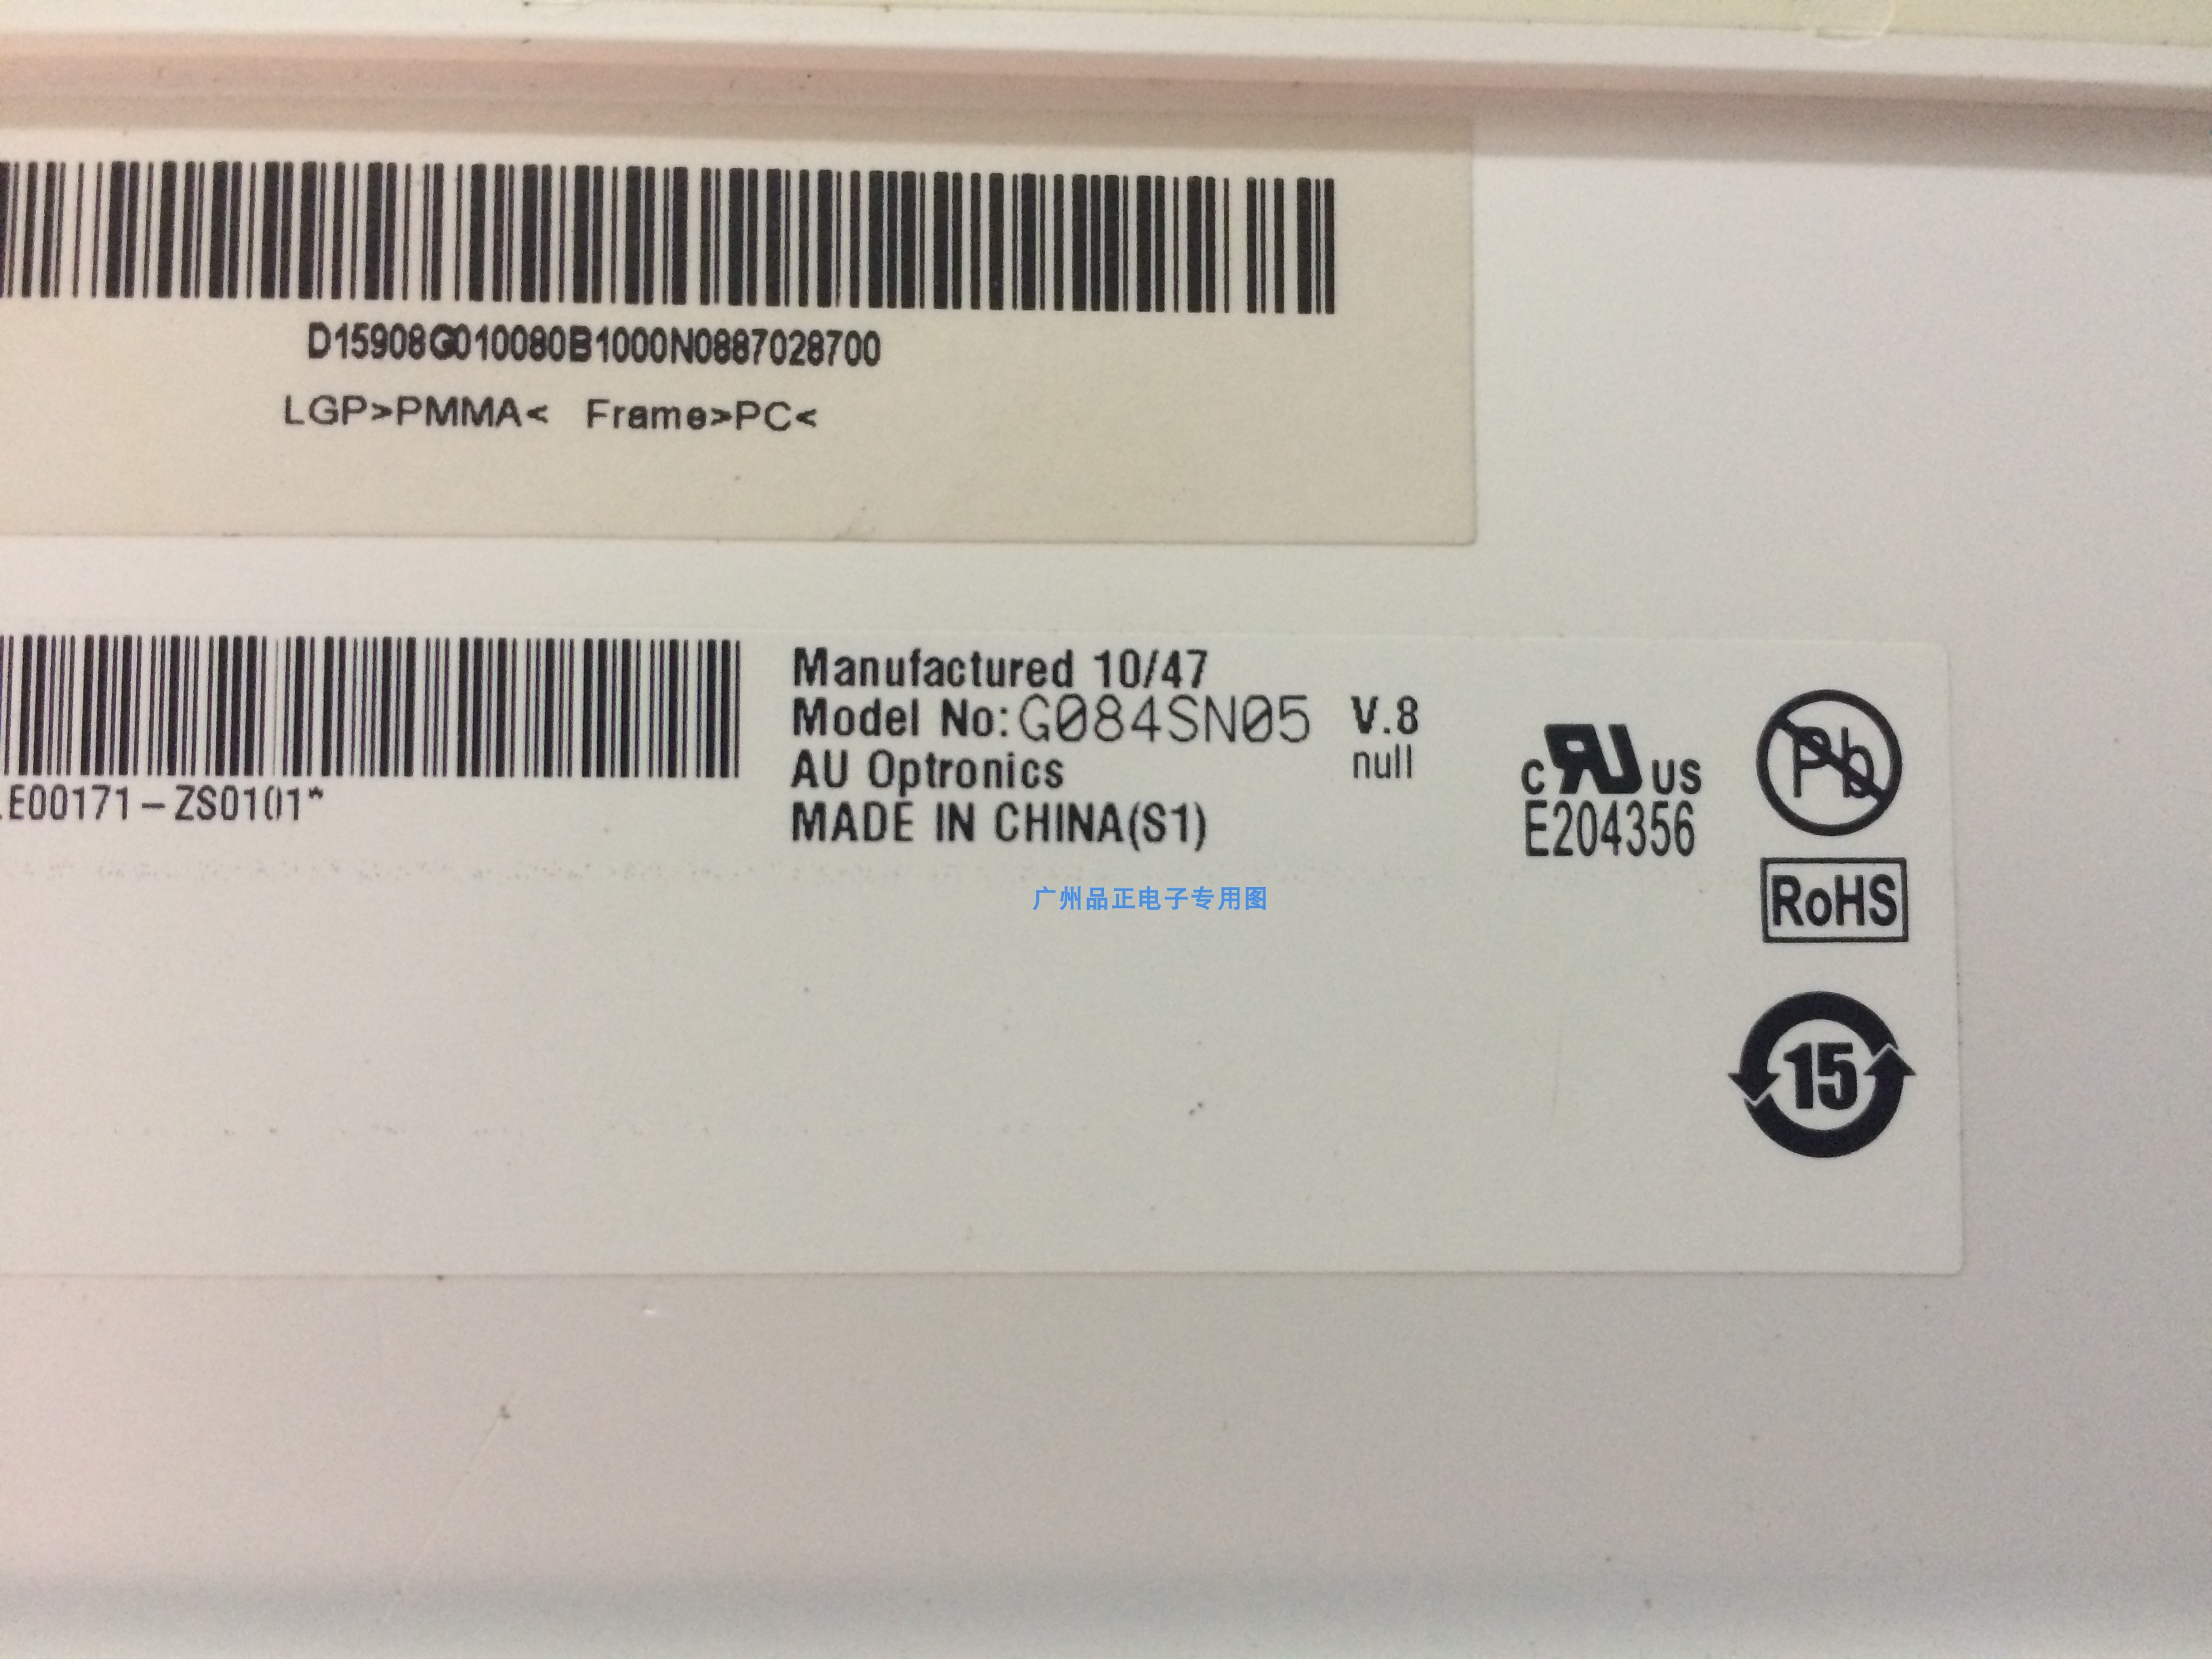 D15908G010080B1000N0887028700
LGP>PMMA< Frame>PC<
Manufactured 10/47
Model No:G084SN05 V.8
AU Optronics null
MADE IN CHINA(S1)
.E00171-ZS0101*
c RU US
E204356
Pb
RoHS
15
广州品正电子专用图